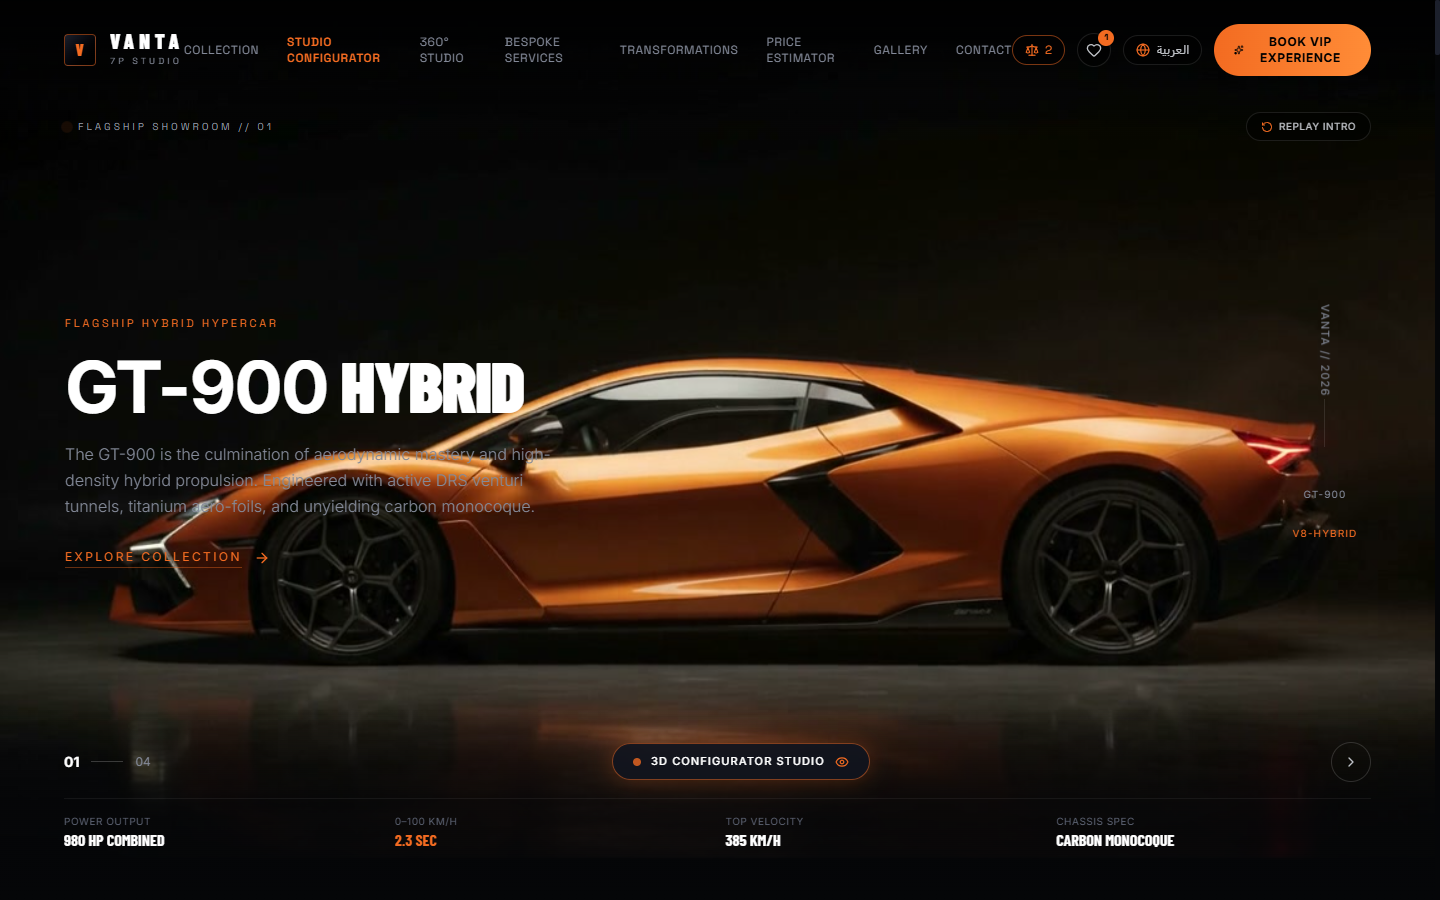 V
VANTA
7P STUDIO
COLLECTION
STUDIO
CONFIGURATOR
360°
STUDIO
BESPOKE
SERVICES
TRANSFORMATIONS
PRICE
ESTIMATOR
GALLERY
CONTACT
2
1
العربية
BOOK VIP
EXPERIENCE
FLAGSHIP SHOWROOM // 01
REPLAY INTRO
FLAGSHIP HYBRID HYPERCAR
GT-900 HYBRID
The GT-900 is the culmination of aerodynamic mastery and high-
density hybrid propulsion. Engineered with active DRS venturi
tunnels, titanium aero-foils, and unyielding carbon monocoque.
EXPLORE COLLECTION
VANTA // 2026
GT-900
V8-HYBRID
01
04
3D CONFIGURATOR STUDIO
POWER OUTPUT
980 HP COMBINED
0-100 KM/H
2.3 SEC
TOP VELOCITY
385 KM/H
CHASSIS SPEC
CARBON MONOCOQUE